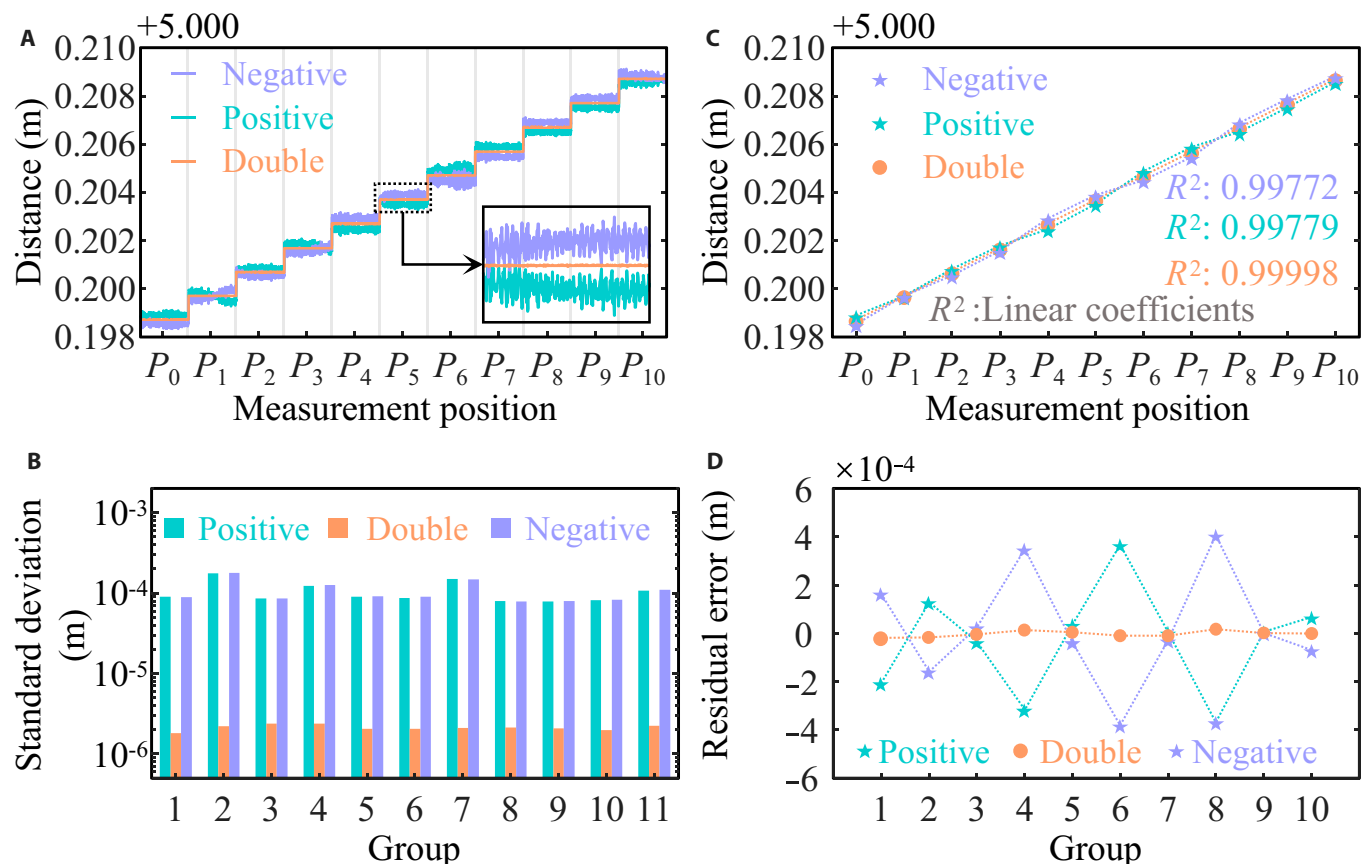 A
+5.000
Distance (m)
0.210
0.208
0.206
0.204
0.202
0.200
0.198
Negative
Positive
Double
P0 P1 P2 P3 P4 P5 P6 P7 P8 P9 P10
Measurement position
C
+5.000
Distance (m)
0.210
0.208
0.206
0.204
0.202
0.200
0.198
Negative
Positive
Double
R²: 0.99772
R²: 0.99779
R²: 0.99998
R² :Linear coefficients
P0 P1 P2 P3 P4 P5 P6 P7 P8 P9 P10
Measurement position
B
Standard deviation
(m)
10⁻³
10⁻⁴
10⁻⁵
10⁻⁶
Positive Double Negative
1 2 3 4 5 6 7 8 9 10 11
Group
D
×10⁻⁴
Residual error (m)
6
4
2
0
−2
−4
−6
Positive Double Negative
1 2 3 4 5 6 7 8 9 10
Group